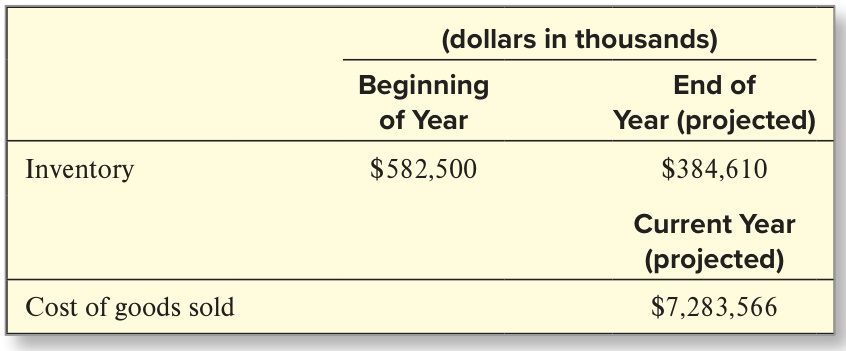 (dollars in thousands)
Beginning of Year
End of Year (projected)
Inventory $582,500 $384,610
Current Year (projected)
Cost of goods sold $7,283,566